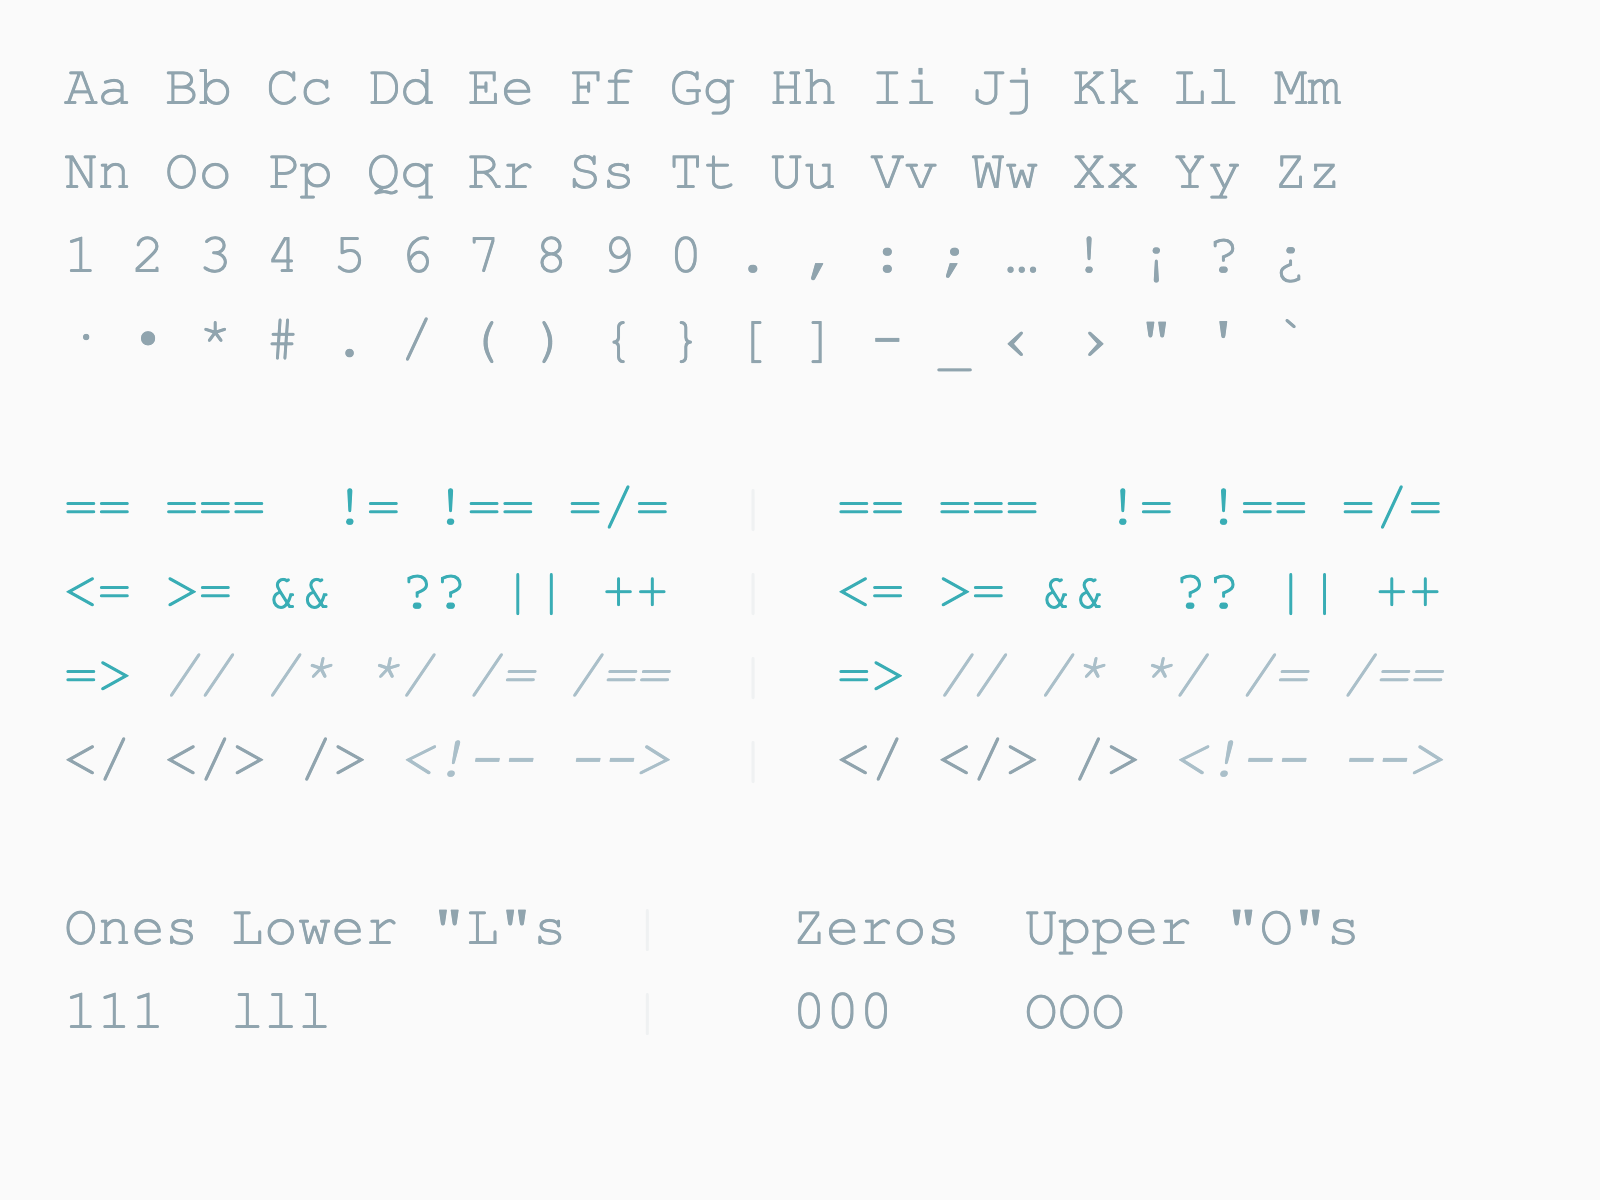 Aa Bb Cc Dd Ee Ff Gg Hh Ii Jj Kk Ll Mm
Nn Oo Pp Qq Rr Ss Tt Uu Vv Ww Xx Yy Zz
1 2 3 4 5 6 7 8 9 0 . , : ; … ! ¡ ? ¿
· • * # . / ( ) { } [ ] - _ ‹ › " ' `
== ===  != !== =/=  |  == ===  != !== =/=
<= >= &&  ?? || ++  |  <= >= &&  ?? || ++
=> // /* */ /= /==  |  => // /* */ /= /==
</ </> /> <!-- -->  |  </ </> /> <!-- -->
Ones Lower "L"s  |  Zeros  Upper "O"s
111  lll  |  000  OOO